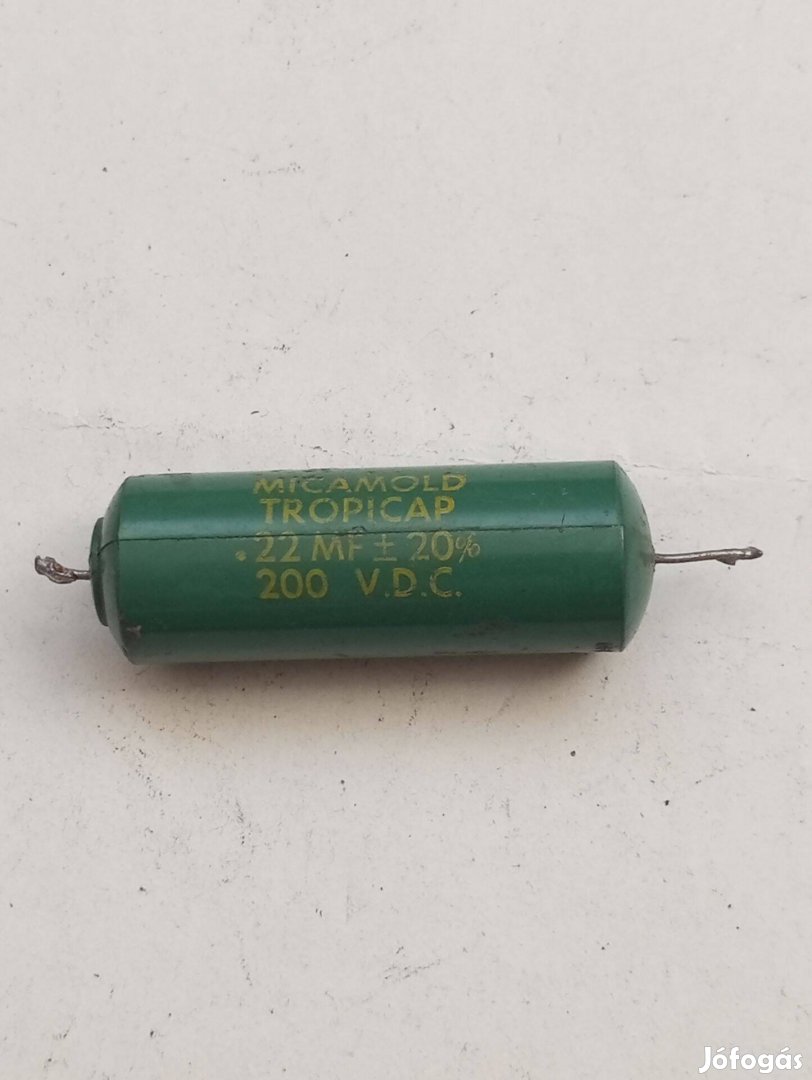 MICAMOLD
TROPICAP
.22 MF ± 20%
200 V.D.C.
Jófogás